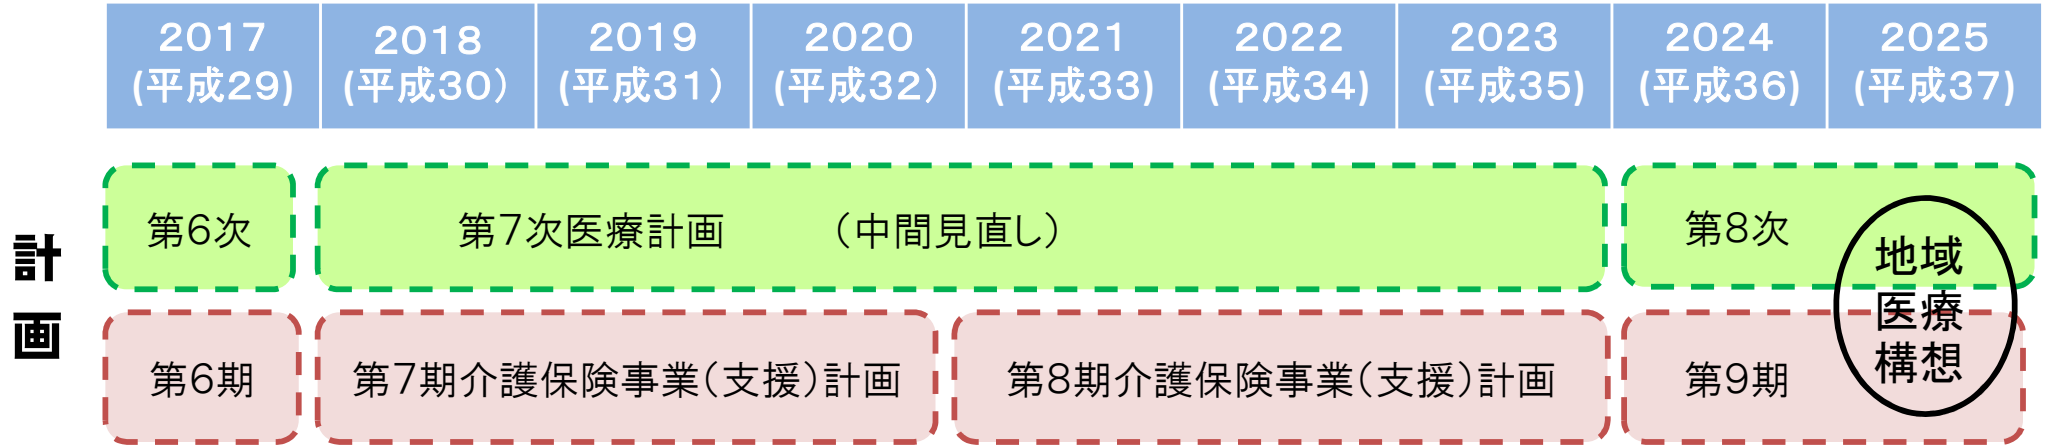 2017
(平成29)
2018
(平成30）
2019
(平成31）
2020
(平成32）
2021
(平成33)
2022
(平成34)
2023
(平成35)
2024
(平成36)
2025
(平成37)
計画
第6次
第7次医療計画　　（中間見直し）
第8次
第6期
第7期介護保険事業（支援）計画
第8期介護保険事業（支援）計画
第9期
地域
医療
構想